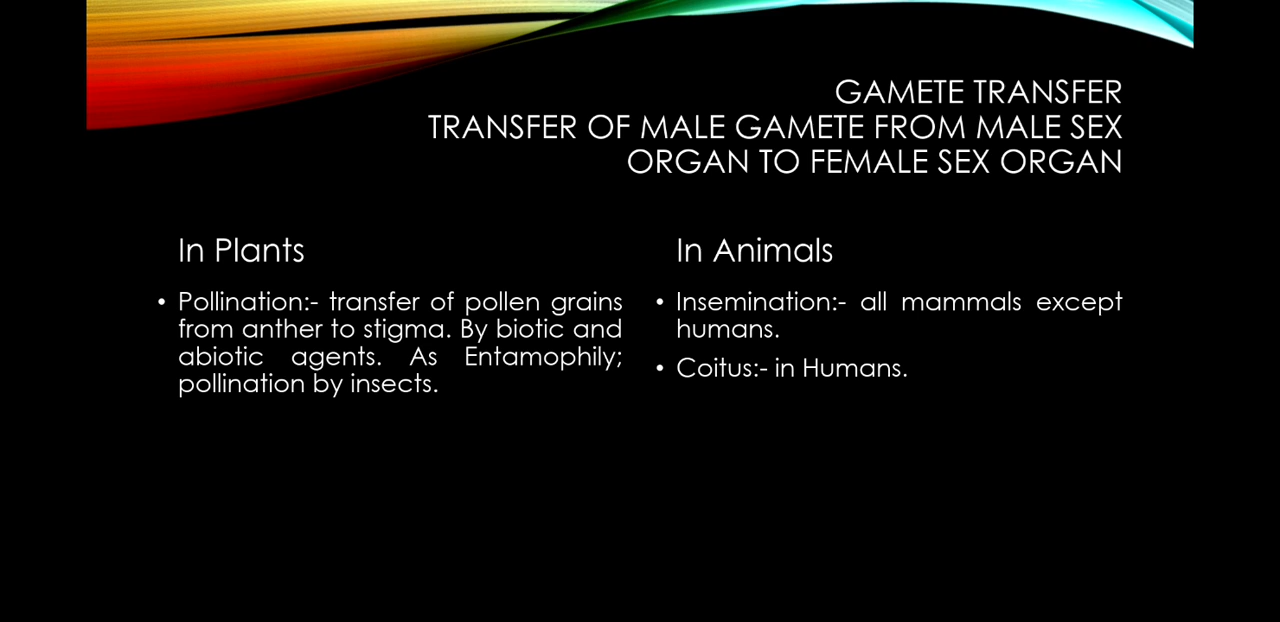 GAMETE TRANSFER
TRANSFER OF MALE GAMETE FROM MALE SEX
ORGAN TO FEMALE SEX ORGAN
In Plants
• Pollination:- transfer of pollen grains
from anther to stigma. By biotic and
abiotic agents. As Entamophily;
pollination by insects.
In Animals
• Insemination:- all mammals except
humans.
• Coitus:- in Humans.